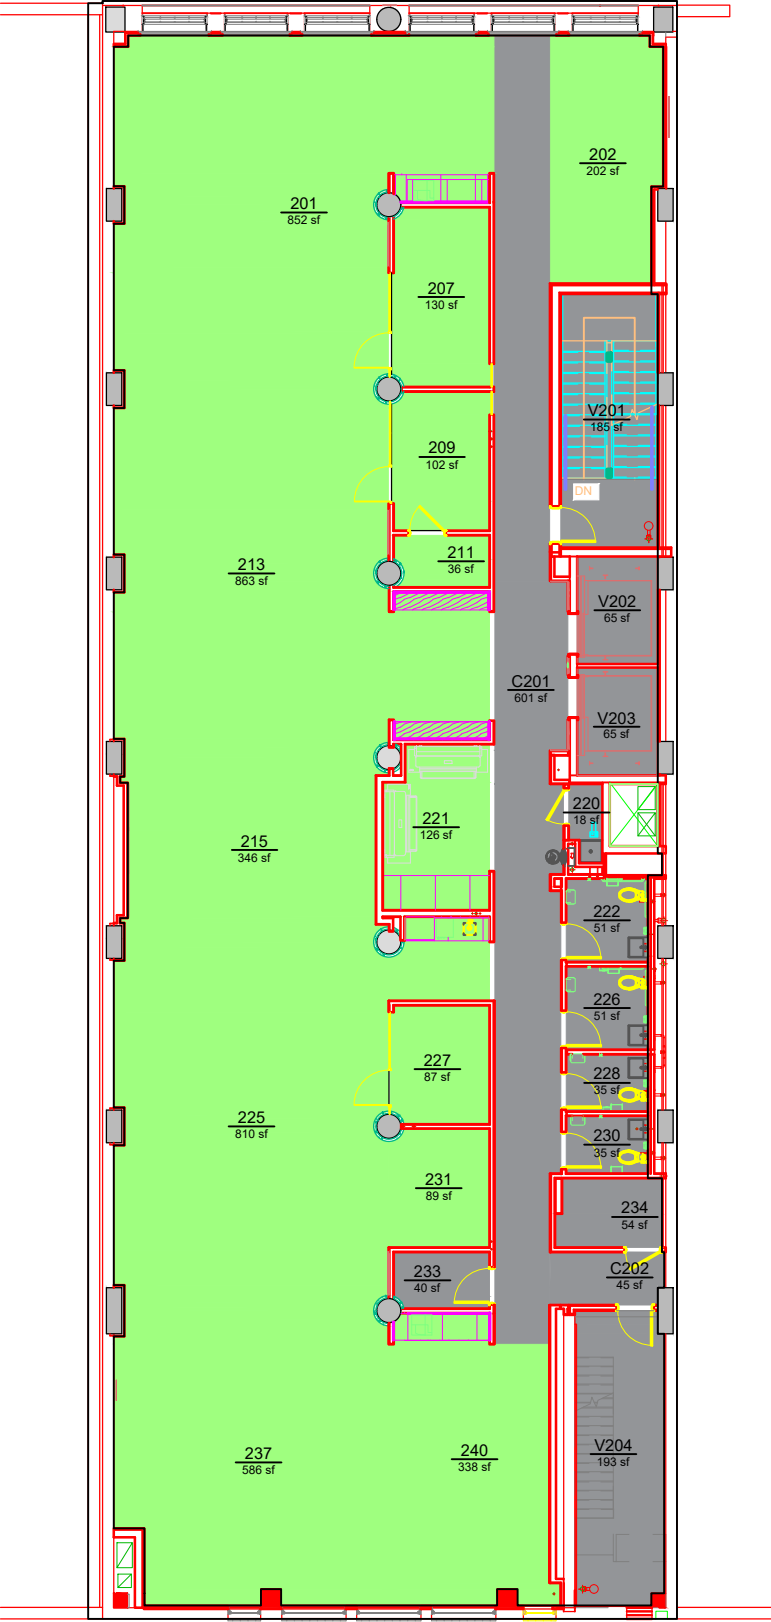 202
202 sf
201
852 sf
207
130 sf
V201
185 sf
209
102 sf
DN
211
36 sf
213
863 sf
V202
65 sf
C201
601 sf
V203
65 sf
220
18 sf
221
126 sf
215
346 sf
222
51 sf
226
51 sf
227
87 sf
228
35 sf
225
810 sf
230
35 sf
231
89 sf
234
54 sf
233
40 sf
C202
45 sf
V204
193 sf
240
338 sf
237
586 sf